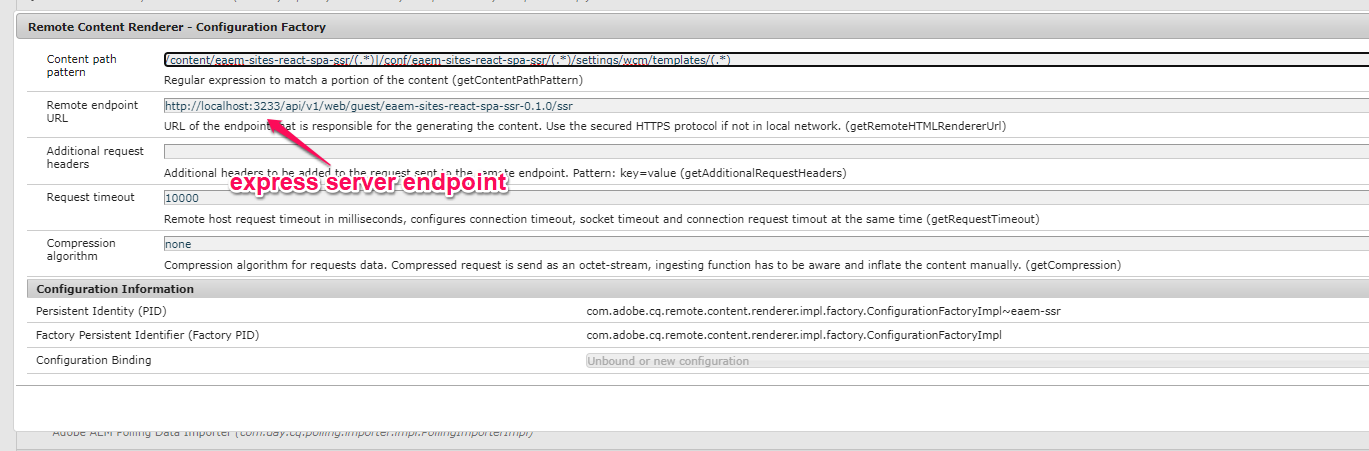 Remote Content Renderer - Configuration Factory
Content path pattern
/content/eaem-sites-react-spa-ssr/(.*)|/conf/eaem-sites-react-spa-ssr/(.*)/settings/wcm/templates/(.*)
Regular expression to match a portion of the content (getContentPathPattern)
Remote endpoint URL
http://localhost:3233/api/v1/web/guest/eaem-sites-react-spa-ssr-0.1.0/ssr
URL of the endpoint that is responsible for the generating the content. Use the secured HTTPS protocol if not in local network. (getRemoteHTMLRendererUrl)
Additional request headers
Additional headers to be added to the request sent to the remote endpoint. Pattern: key=value (getAdditionalRequestHeaders)
express server endpoint
Request timeout
10000
Remote host request timeout in milliseconds, configures connection timeout, socket timeout and connection request timout at the same time (getRequestTimeout)
Compression algorithm
none
Compression algorithm for requests data. Compressed request is send as an octet-stream, ingesting function has to be aware and inflate the content manually. (getCompression)
Configuration Information
Persistent Identity (PID)
com.adobe.cq.remote.content.renderer.impl.factory.ConfigurationFactoryImpl~eaem-ssr
Factory Persistent Identifier (Factory PID)
com.adobe.cq.remote.content.renderer.impl.factory.ConfigurationFactoryImpl
Configuration Binding
Unbound or new configuration
Adobe AEM Polling Data Importer (com.day.cq.polling.importer.impl.PollingImporterImpl)